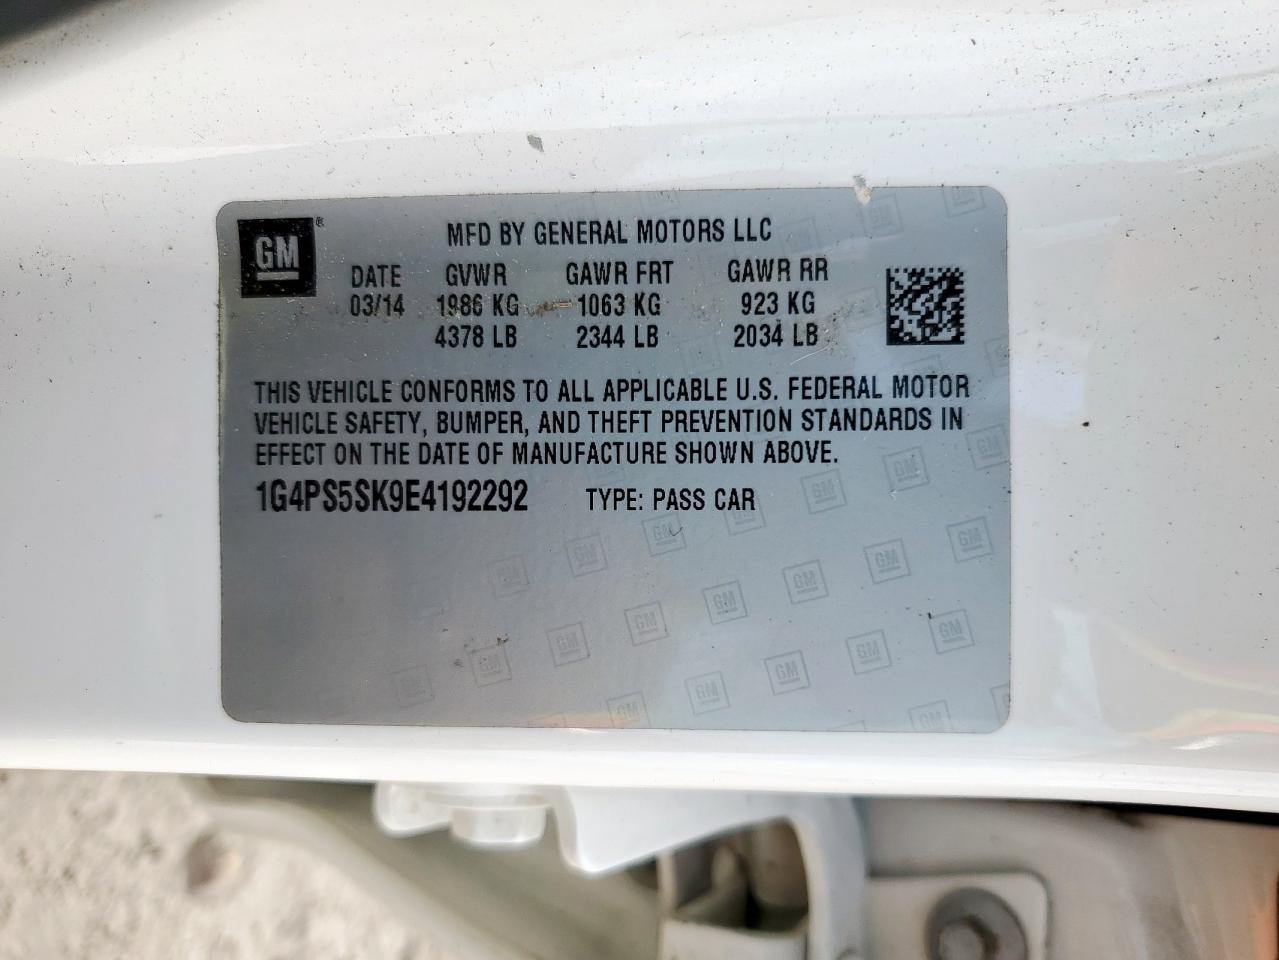 GM®
MFD BY GENERAL MOTORS LLC
DATE GVWR GAWR FRT GAWR RR
03/14 1986 KG 1063 KG 923 KG
4378 LB 2344 LB 2034 LB
THIS VEHICLE CONFORMS TO ALL APPLICABLE U.S. FEDERAL MOTOR
VEHICLE SAFETY, BUMPER, AND THEFT PREVENTION STANDARDS IN
EFFECT ON THE DATE OF MANUFACTURE SHOWN ABOVE.
1G4PS5SK9E4192292 TYPE: PASS CAR